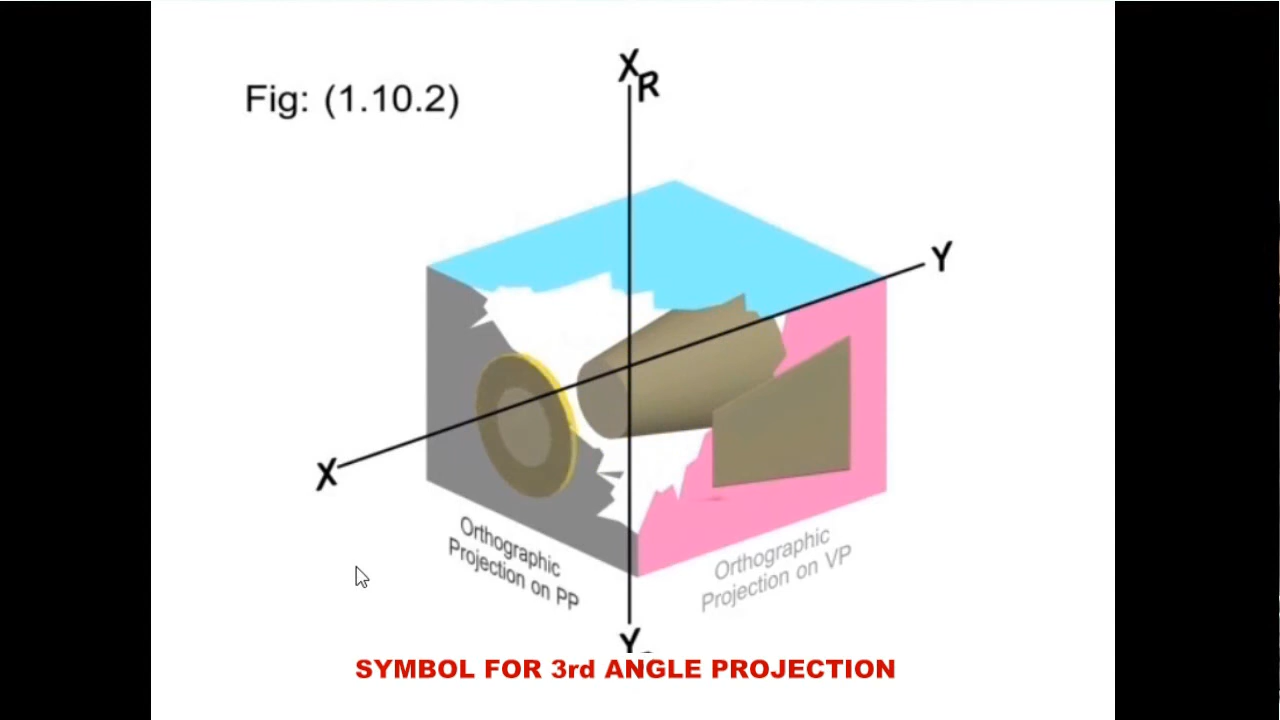 Fig: (1.10.2)
X
R
Y
X
Orthographic
Projection on PP
Orthographic
Projection on VP
Y
SYMBOL FOR 3rd ANGLE PROJECTION